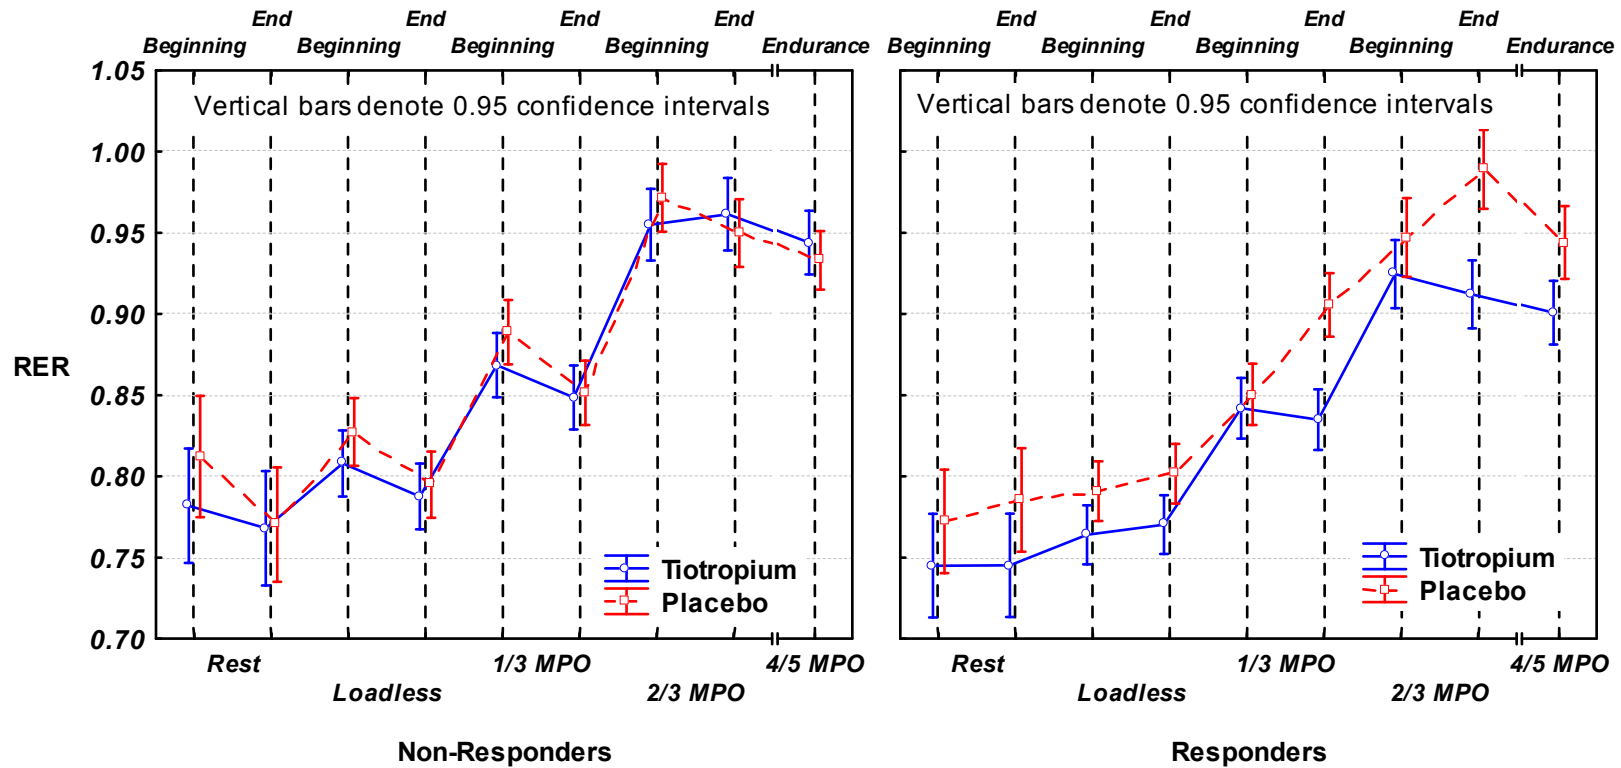 End End End End End End End End
Beginning Beginning Beginning Beginning Endurance Beginning Beginning Beginning Beginning Endurance
1.05
Vertical bars denote 0.95 confidence intervals Vertical bars denote 0.95 confidence intervals
1.00
0.95
0.90
RER
0.85
0.80
0.75
Tiotropium
Placebo
Tiotropium
Placebo
0.70
Rest 1/3 MPO 4/5 MPO Rest 1/3 MPO 4/5 MPO
Loadless 2/3 MPO Loadless 2/3 MPO
Non-Responders Responders